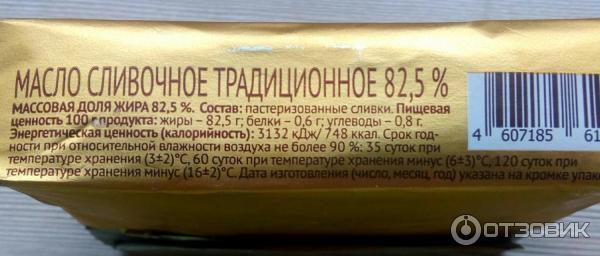 МАСЛО СЛИВОЧНОЕ ТРАДИЦИОННОЕ 82,5 %
МАССОВАЯ ДОЛЯ ЖИРА 82,5 %. Состав: пастеризованные сливки. Пищевая
ценность 100 г продукта: жиры – 82,5 г; белки – 0,6 г; углеводы – 0,8 г.
Энергетическая ценность (калорийность): 3132 кДж/ 748 ккал. Срок год-
ности при относительной влажности воздуха не более 90 %: 35 суток при
температуре хранения (3±2)°С, 60 суток при температуре хранения минус (6±3)°С, 120 суток при
температуре хранения минус (16±2)°С. Дата изготовления (число, месяц, год) указана на кромке упак
4 607185 61
ОТЗОВИК